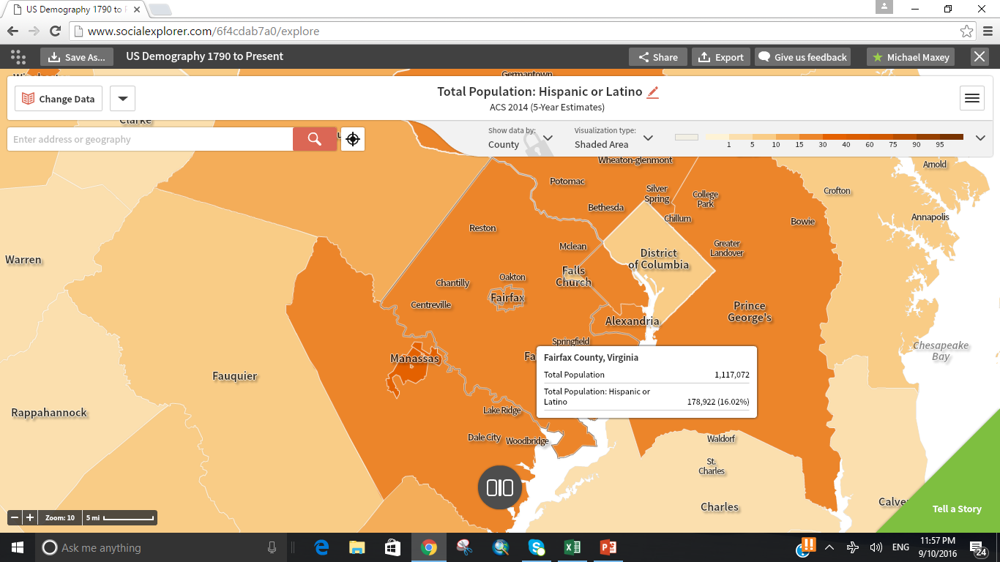 US Demography 1790 to
www.socialexplorer.com/6f4cdab7a0/explore
Save As...
US Demography 1790 to Present
Share
Export
Give us feedback
Michael Maxey
Germantown
Change Data
Total Population: Hispanic or Latino
ACS 2014 (5-Year Estimates)
Clarke
Enter address or geography
Show data by:
County
Visualization type:
Shaded Area
1 5 10 15 30 40 60 75 90 95
Wheaton-glenmont
Arnold
Potomac
Silver
Spring
College
Park
Crofton
Bethesda
Chillum
Bowie
Annapolis
Reston
Mclean
Greater
Landover
District
of Columbia
Warren
Falls
Church
Oakton
Chantilly
Fairfax
Centreville
Prince
George's
Alexandria
Springfield
Chesapeake
Bay
Manassas
Fa
Fairfax County, Virginia
Total Population 1,117,072
Total Population: Hispanic or
Latino 178,922 (16.02%)
Fauquier
Rappahannock
Lake Ridge
Dale City
Woodbridge
Waldorf
St.
Charles
Charles
Calve
Tell a Story
Zoom: 10
5 mi
Ask me anything
ENG
11:57 PM
9/10/2016
24